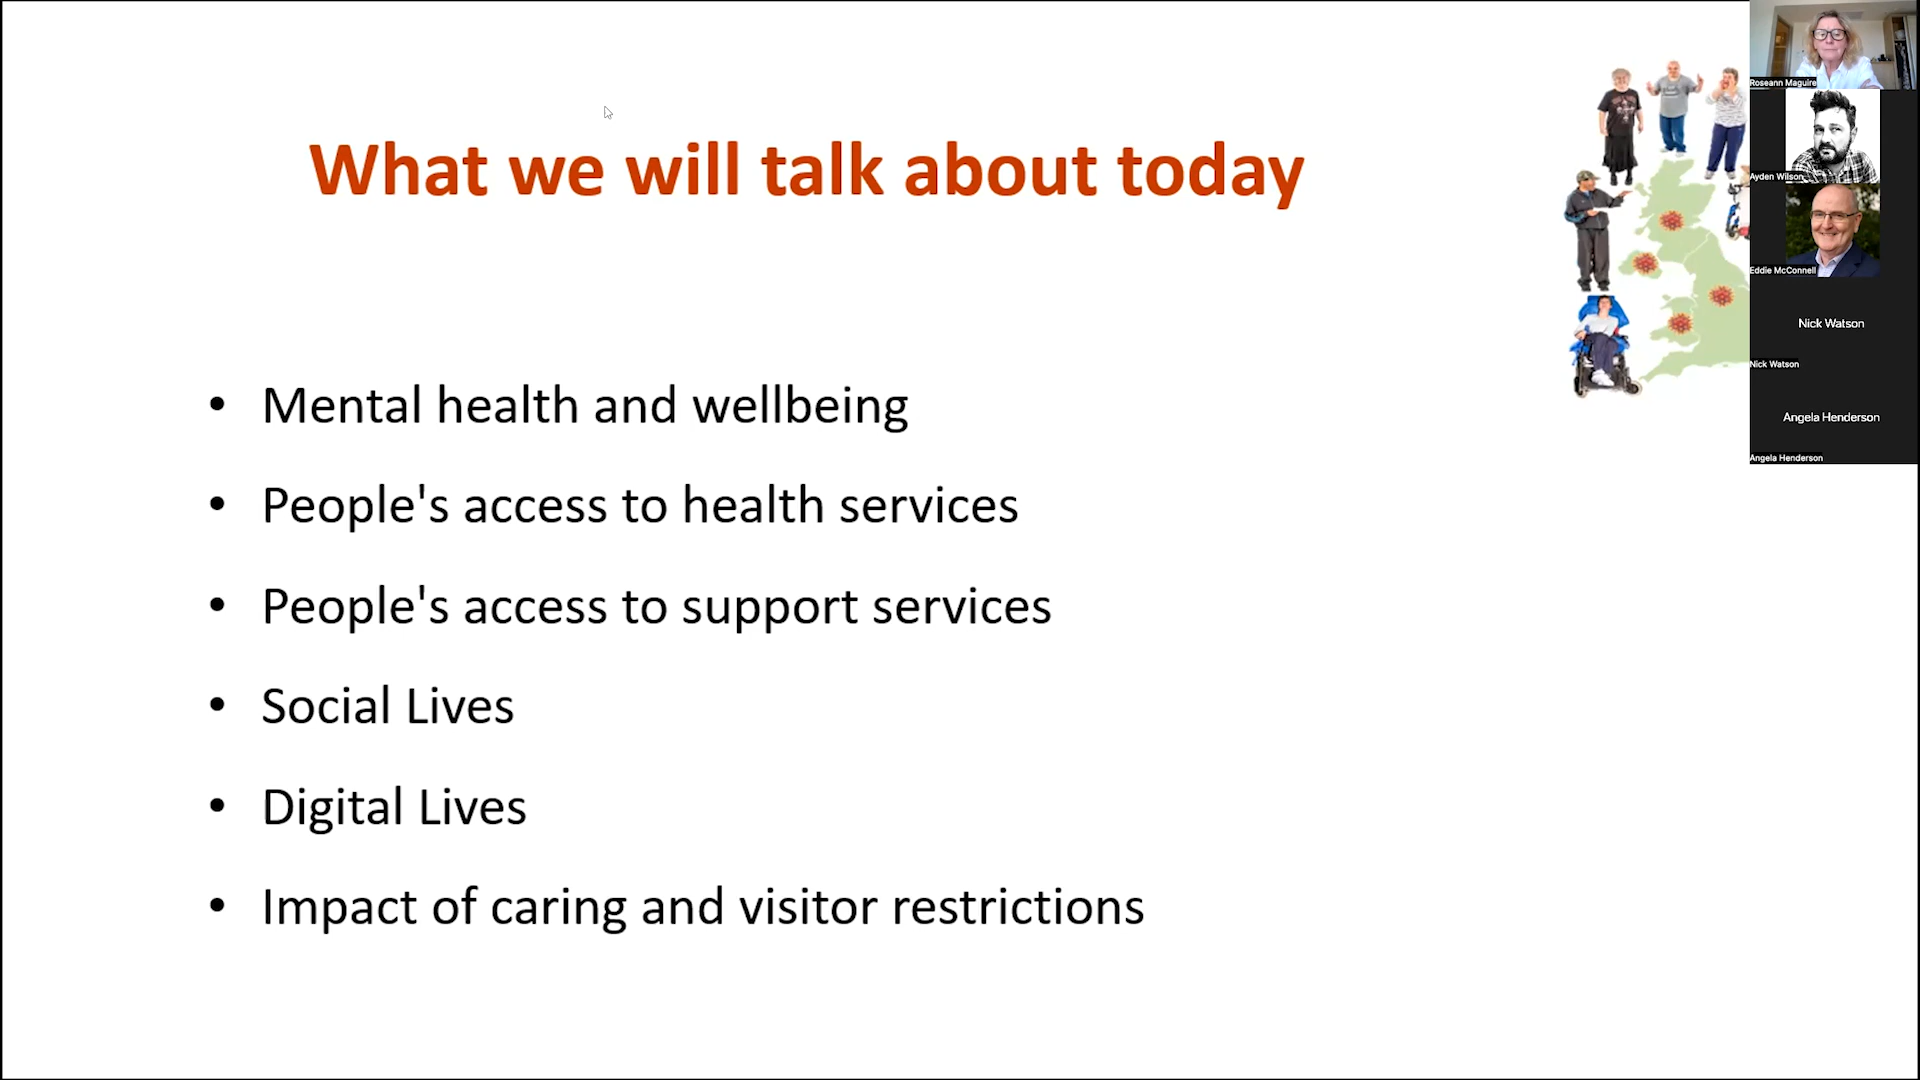 What we will talk about today
• Mental health and wellbeing
• People's access to health services
• People's access to support services
• Social Lives
• Digital Lives
• Impact of caring and visitor restrictions
Roseann Maguire
Ayden Wilson
Eddie McConnell
Nick Watson
Nick Watson
Angela Henderson
Angela Henderson